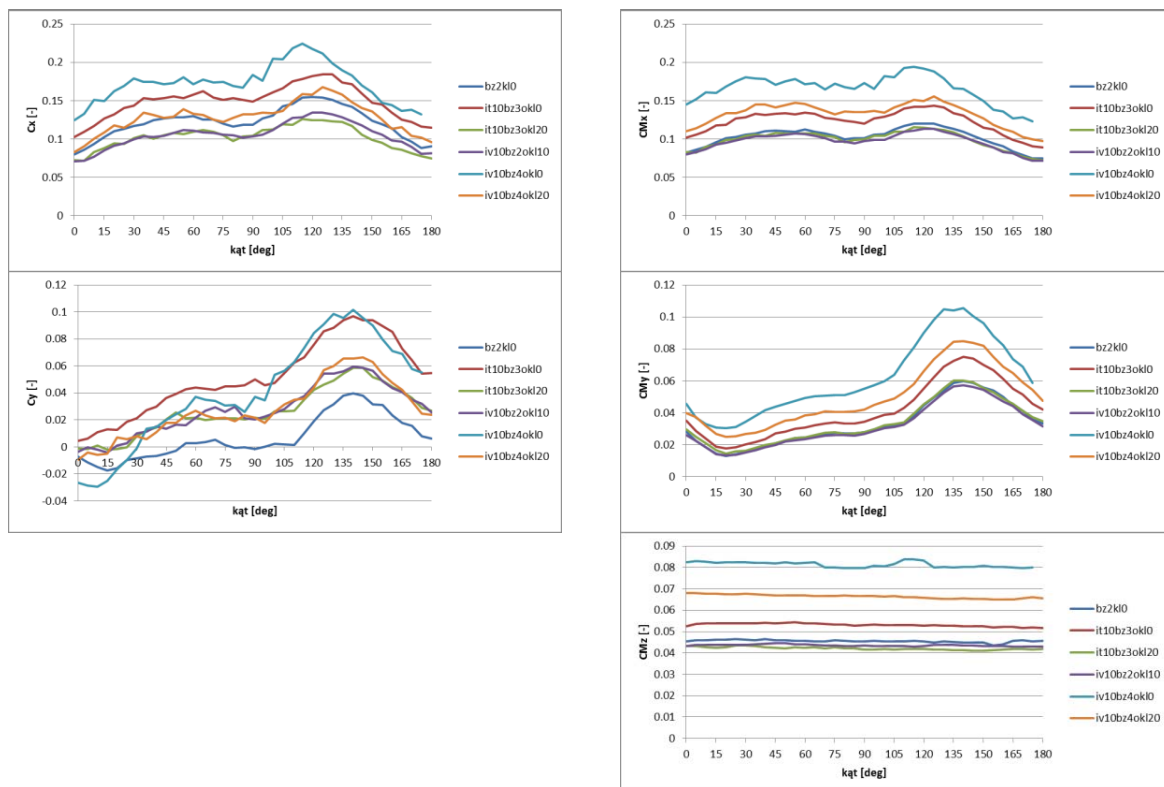 0.25
0.2
0.15
0.1
0.05
0
Cx [-]
0 15 30 45 60 75 90 105 120 135 150 165 180
kąt [deg]
bz2kl0
it10bz3okl0
it10bz3okl20
iv10bz2okl10
iv10bz4okl0
iv10bz4okl20
0.25
0.2
0.15
0.1
0.05
0
CMx [-]
0 15 30 45 60 75 90 105 120 135 150 165 180
kąt [deg]
bz2kl0
it10bz3okl0
it10bz3okl20
iv10bz2okl10
iv10bz4okl0
iv10bz4okl20
0.12
0.1
0.08
0.06
0.04
0.02
0
-0.02
-0.04
Cy [-]
0 15 30 45 60 75 90 105 120 135 150 165 180
kąt [deg]
bz2kl0
it10bz3okl0
it10bz3okl20
iv10bz2okl10
iv10bz4okl0
iv10bz4okl20
0.12
0.1
0.08
0.06
0.04
0.02
0
CMy [-]
0 15 30 45 60 75 90 105 120 135 150 165 180
kąt [deg]
bz2kl0
it10bz3okl0
it10bz3okl20
iv10bz2okl10
iv10bz4okl0
iv10bz4okl20
0.09
0.08
0.07
0.06
0.05
0.04
0.03
0.02
0.01
0
CMz [-]
0 15 30 45 60 75 90 105 120 135 150 165 180
kąt [deg]
bz2kl0
it10bz3okl0
it10bz3okl20
iv10bz2okl10
iv10bz4okl0
iv10bz4okl20